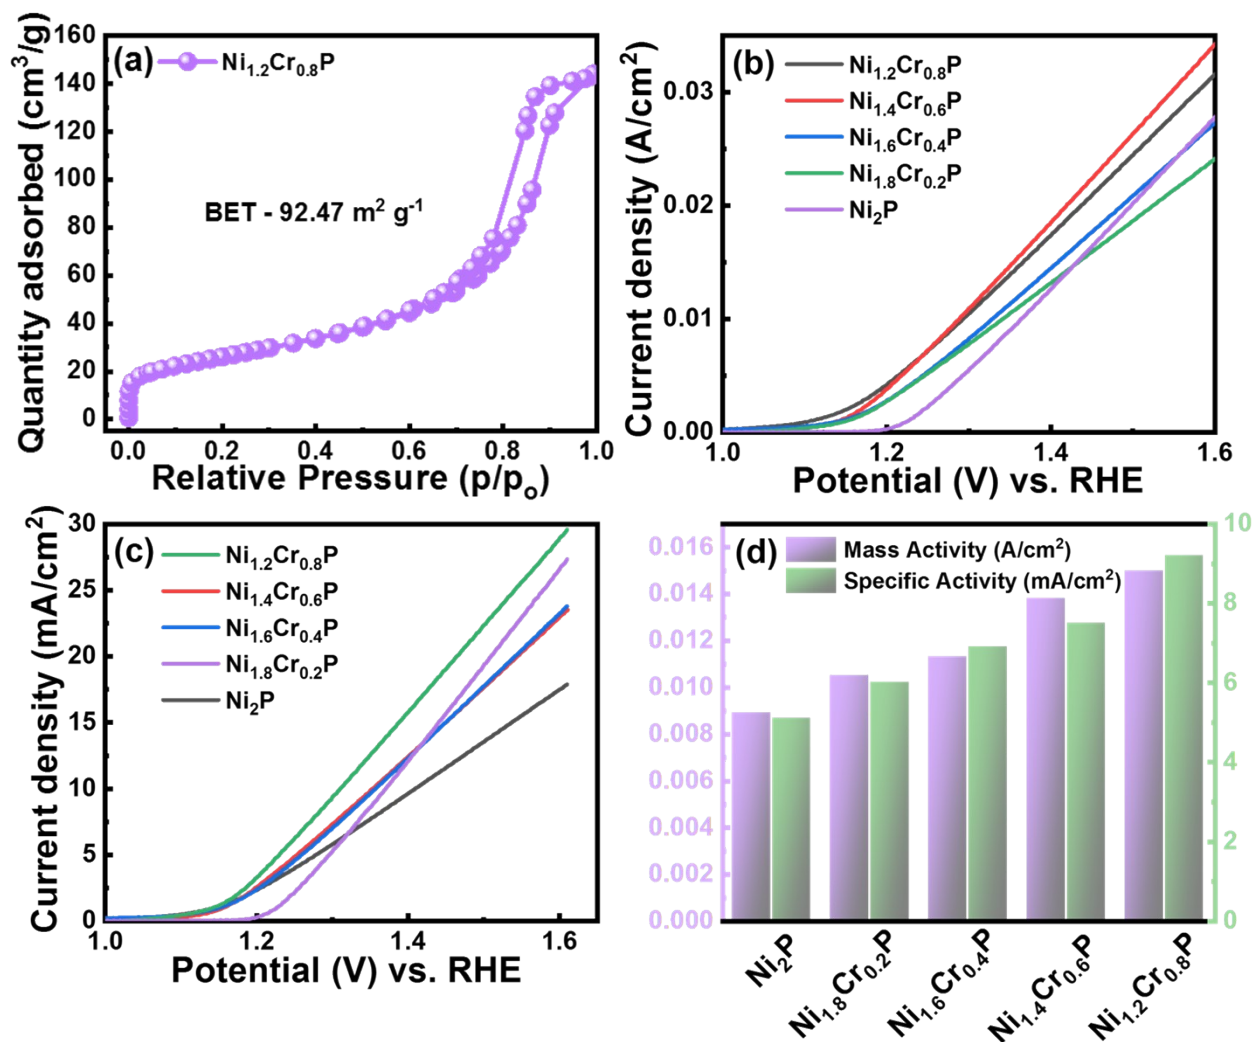 (a)
Ni1.2Cr0.8P
BET - 92.47 m² g⁻¹
160
140
120
100
80
60
40
20
0
0.0 0.2 0.4 0.6 0.8 1.0
Quantity adsorbed (cm³/g)
Relative Pressure (p/po)
(b)
Ni1.2Cr0.8P
Ni1.4Cr0.6P
Ni1.6Cr0.4P
Ni1.8Cr0.2P
Ni2P
0.03
0.02
0.01
0.00
1.0 1.2 1.4 1.6
Current density (A/cm²)
Potential (V) vs. RHE
(c)
Ni1.2Cr0.8P
Ni1.4Cr0.6P
Ni1.6Cr0.4P
Ni1.8Cr0.2P
Ni2P
30
25
20
15
10
5
0
1.0 1.2 1.4 1.6
Current density (mA/cm²)
Potential (V) vs. RHE
(d)
Mass Activity (A/cm²)
Specific Activity (mA/cm²)
0.016
0.014
0.012
0.010
0.008
0.006
0.004
0.002
0.000
10
8
6
4
2
0
Ni2P
Ni1.8Cr0.2P
Ni1.6Cr0.4P
Ni1.4Cr0.6P
Ni1.2Cr0.8P